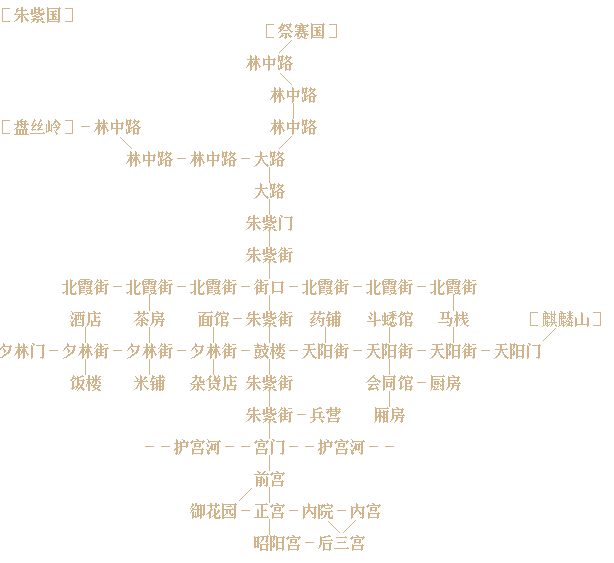 ［朱紫国］
［祭赛国］
林中路
林中路
［盘丝岭］－林中路 林中路
林中路－林中路－大路
大路
朱紫门
朱紫街
北霞街－北霞街－北霞街－街口－北霞街－北霞街－北霞街
酒店 茶房 面馆－朱紫街 药铺 斗蟋馆 马栈 ［麒麟山］
夕林门－夕林街－夕林街－夕林街－鼓楼－天阳街－天阳街－天阳街－天阳门
饭楼 米铺 杂货店 朱紫街 会同馆－厨房
朱紫街－兵营 厢房
－－护宫河－－宫门－－护宫河－－
前宫
御花园－正宫－内院－内宫
昭阳宫－后三宫